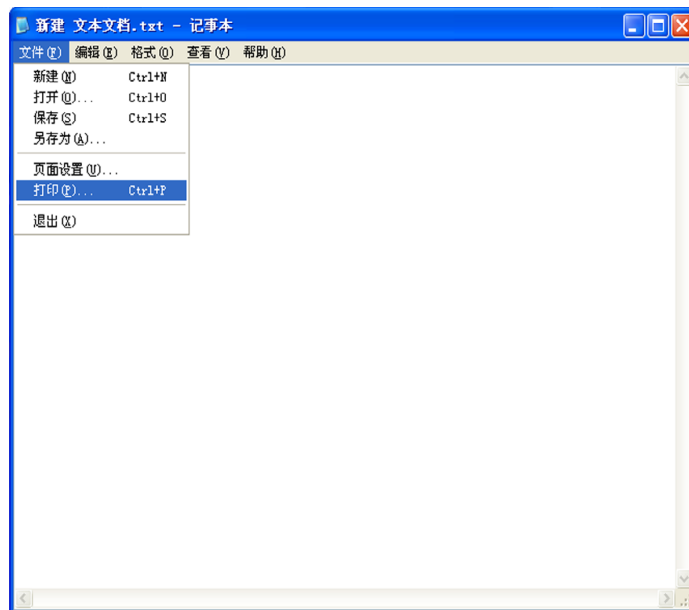 新建 文本文档.txt - 记事本
文件(F) 编辑(E) 格式(O) 查看(V) 帮助(H)
新建(N) Ctrl+N
打开(O)... Ctrl+O
保存(S) Ctrl+S
另存为(A)...
页面设置(U)...
打印(P)... Ctrl+P
退出(X)